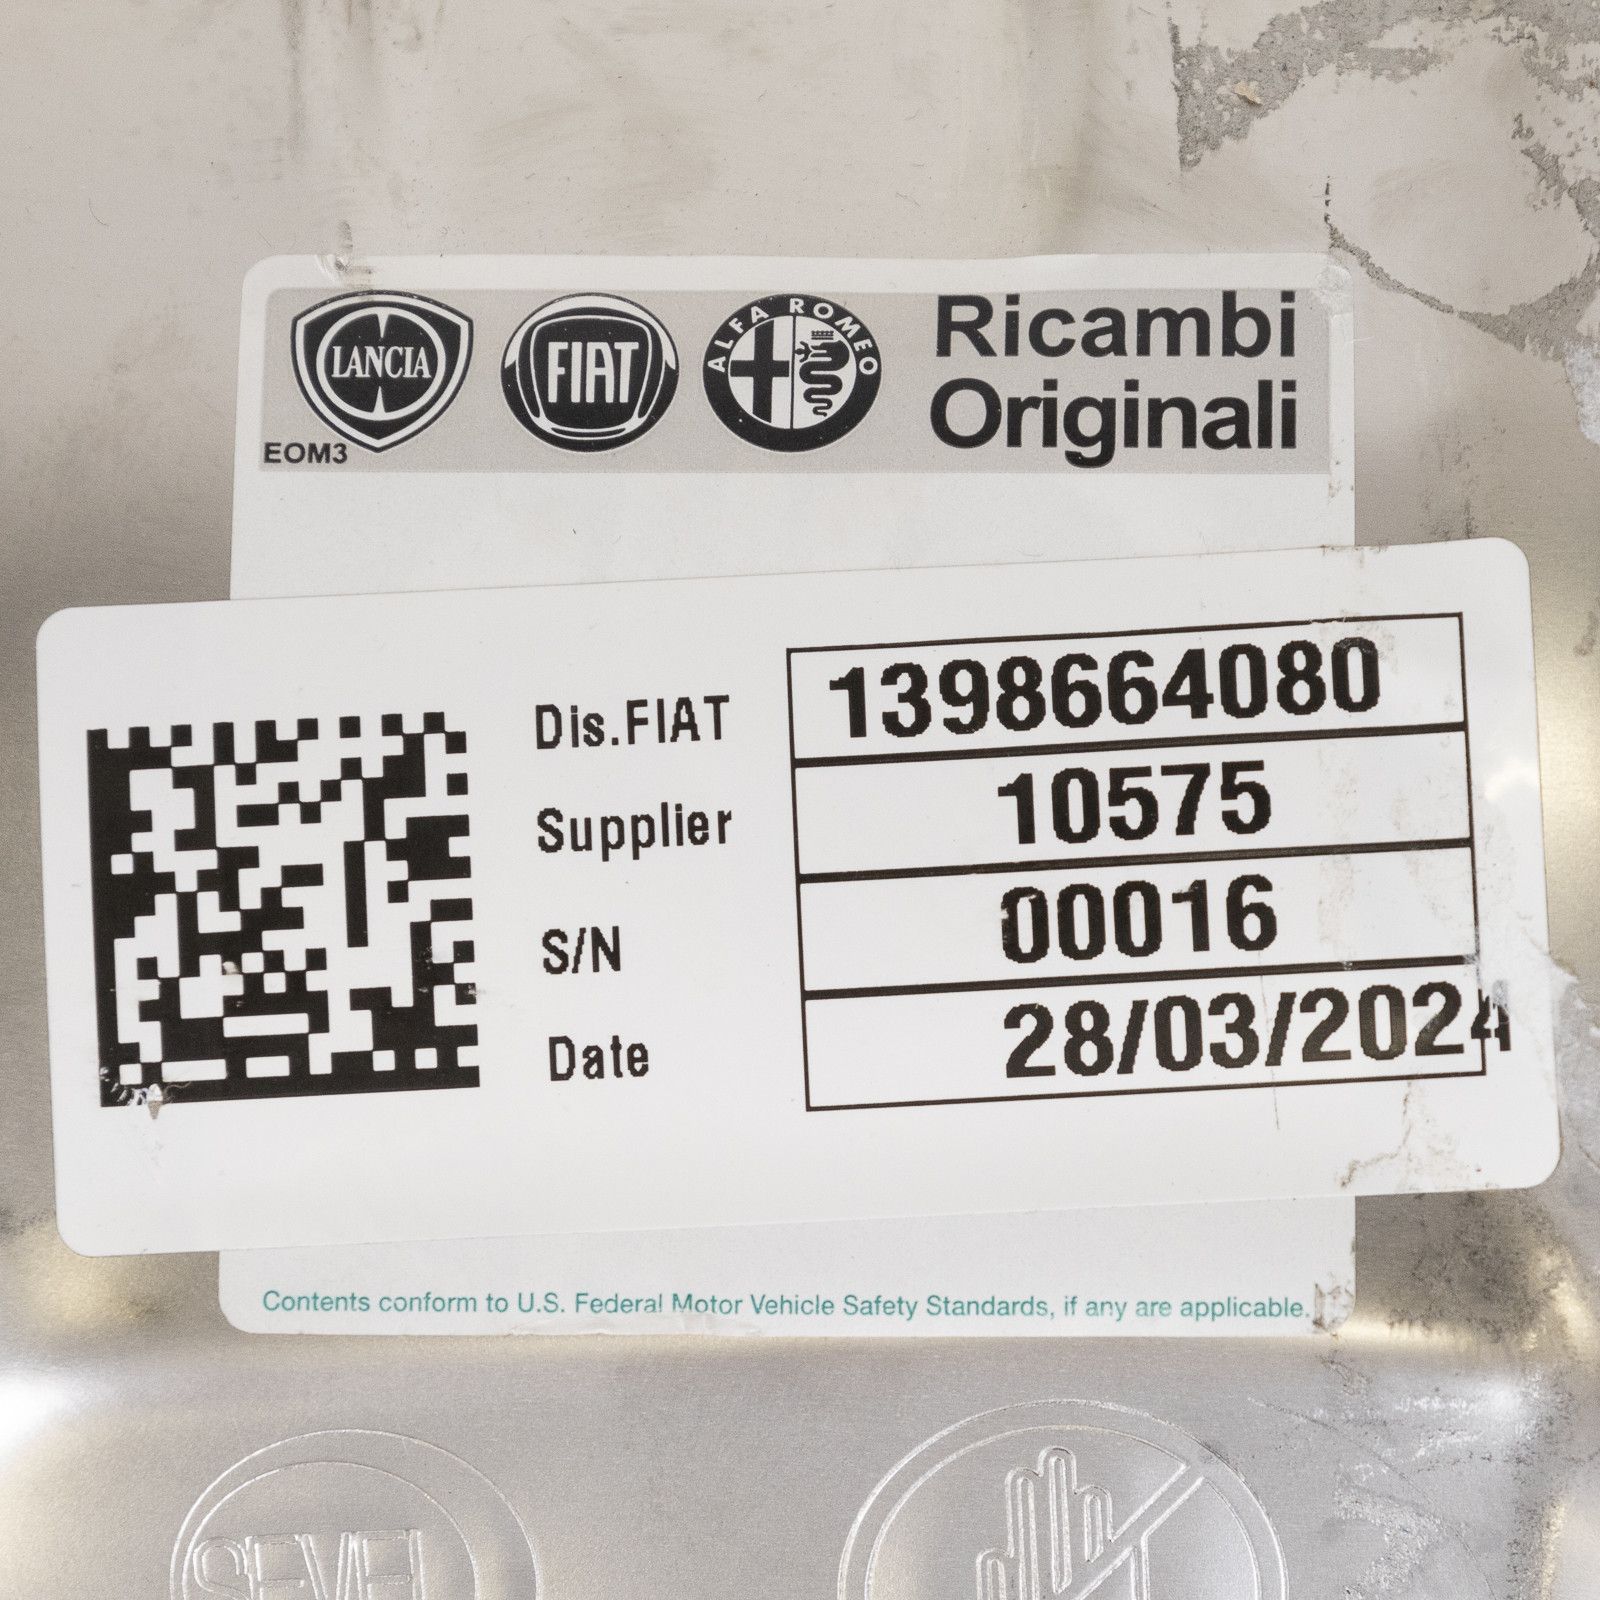 LANCIA FIAT ALFA ROMEO Ricambi
Originali
EOM3
Dis.FIAT 1398664080
Supplier 10575
S/N 00016
Date 28/03/2024
Contents conform to U.S. Federal Motor Vehicle Safety Standards, if any are applicable.
SEVEL